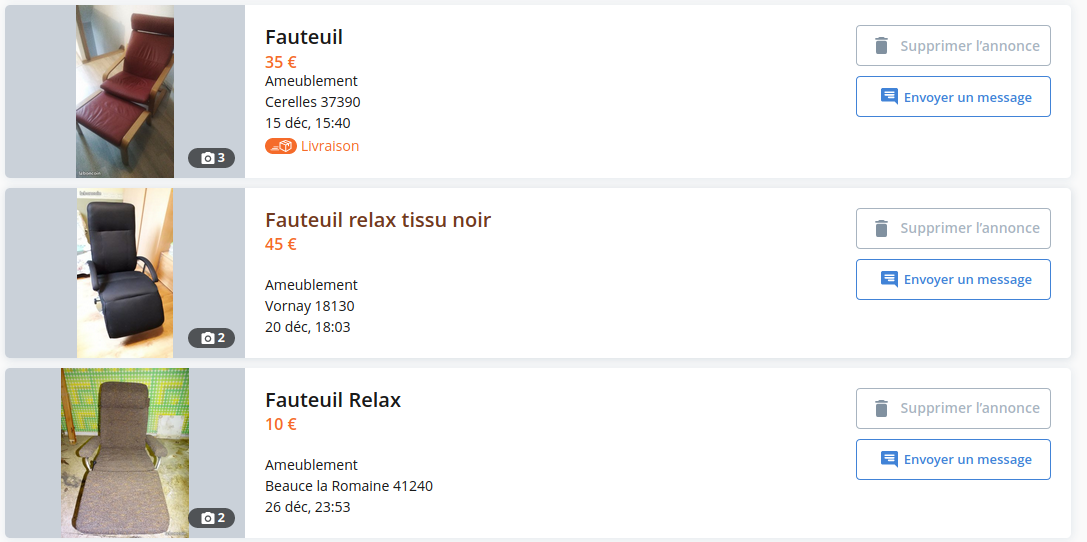 Fauteuil
35 €
Ameublement
Cerelles 37390
15 déc, 15:40
Livraison
3
Supprimer l’annonce
Envoyer un message
Fauteuil relax tissu noir
45 €
Ameublement
Vornay 18130
20 déc, 18:03
2
Supprimer l’annonce
Envoyer un message
Fauteuil Relax
10 €
Ameublement
Beauce la Romaine 41240
26 déc, 23:53
2
Supprimer l’annonce
Envoyer un message